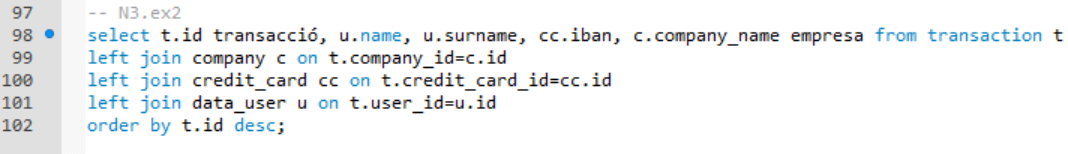 97 -- N3.ex2
98 select t.id transacció, u.name, u.surname, cc.iban, c.company_name empresa from transaction t
99 left join company c on t.company_id=c.id
100 left join credit_card cc on t.credit_card_id=cc.id
101 left join data_user u on t.user_id=u.id
102 order by t.id desc;